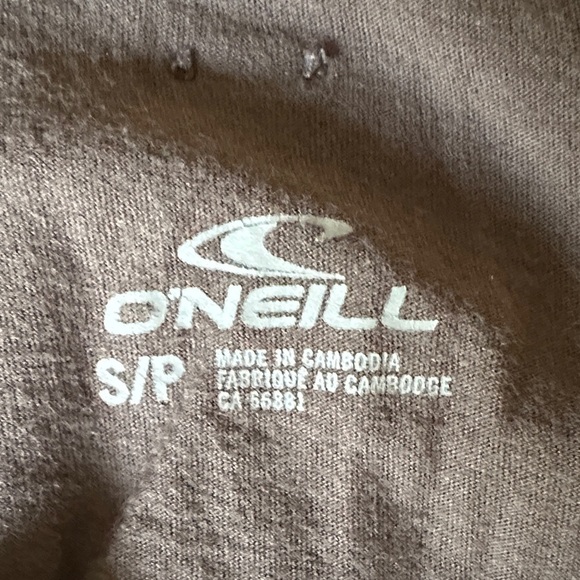 O'NEILL
S/P
MADE IN CAMBODIA
FABRIQUÉ AU CAMBODGE
CA 56881